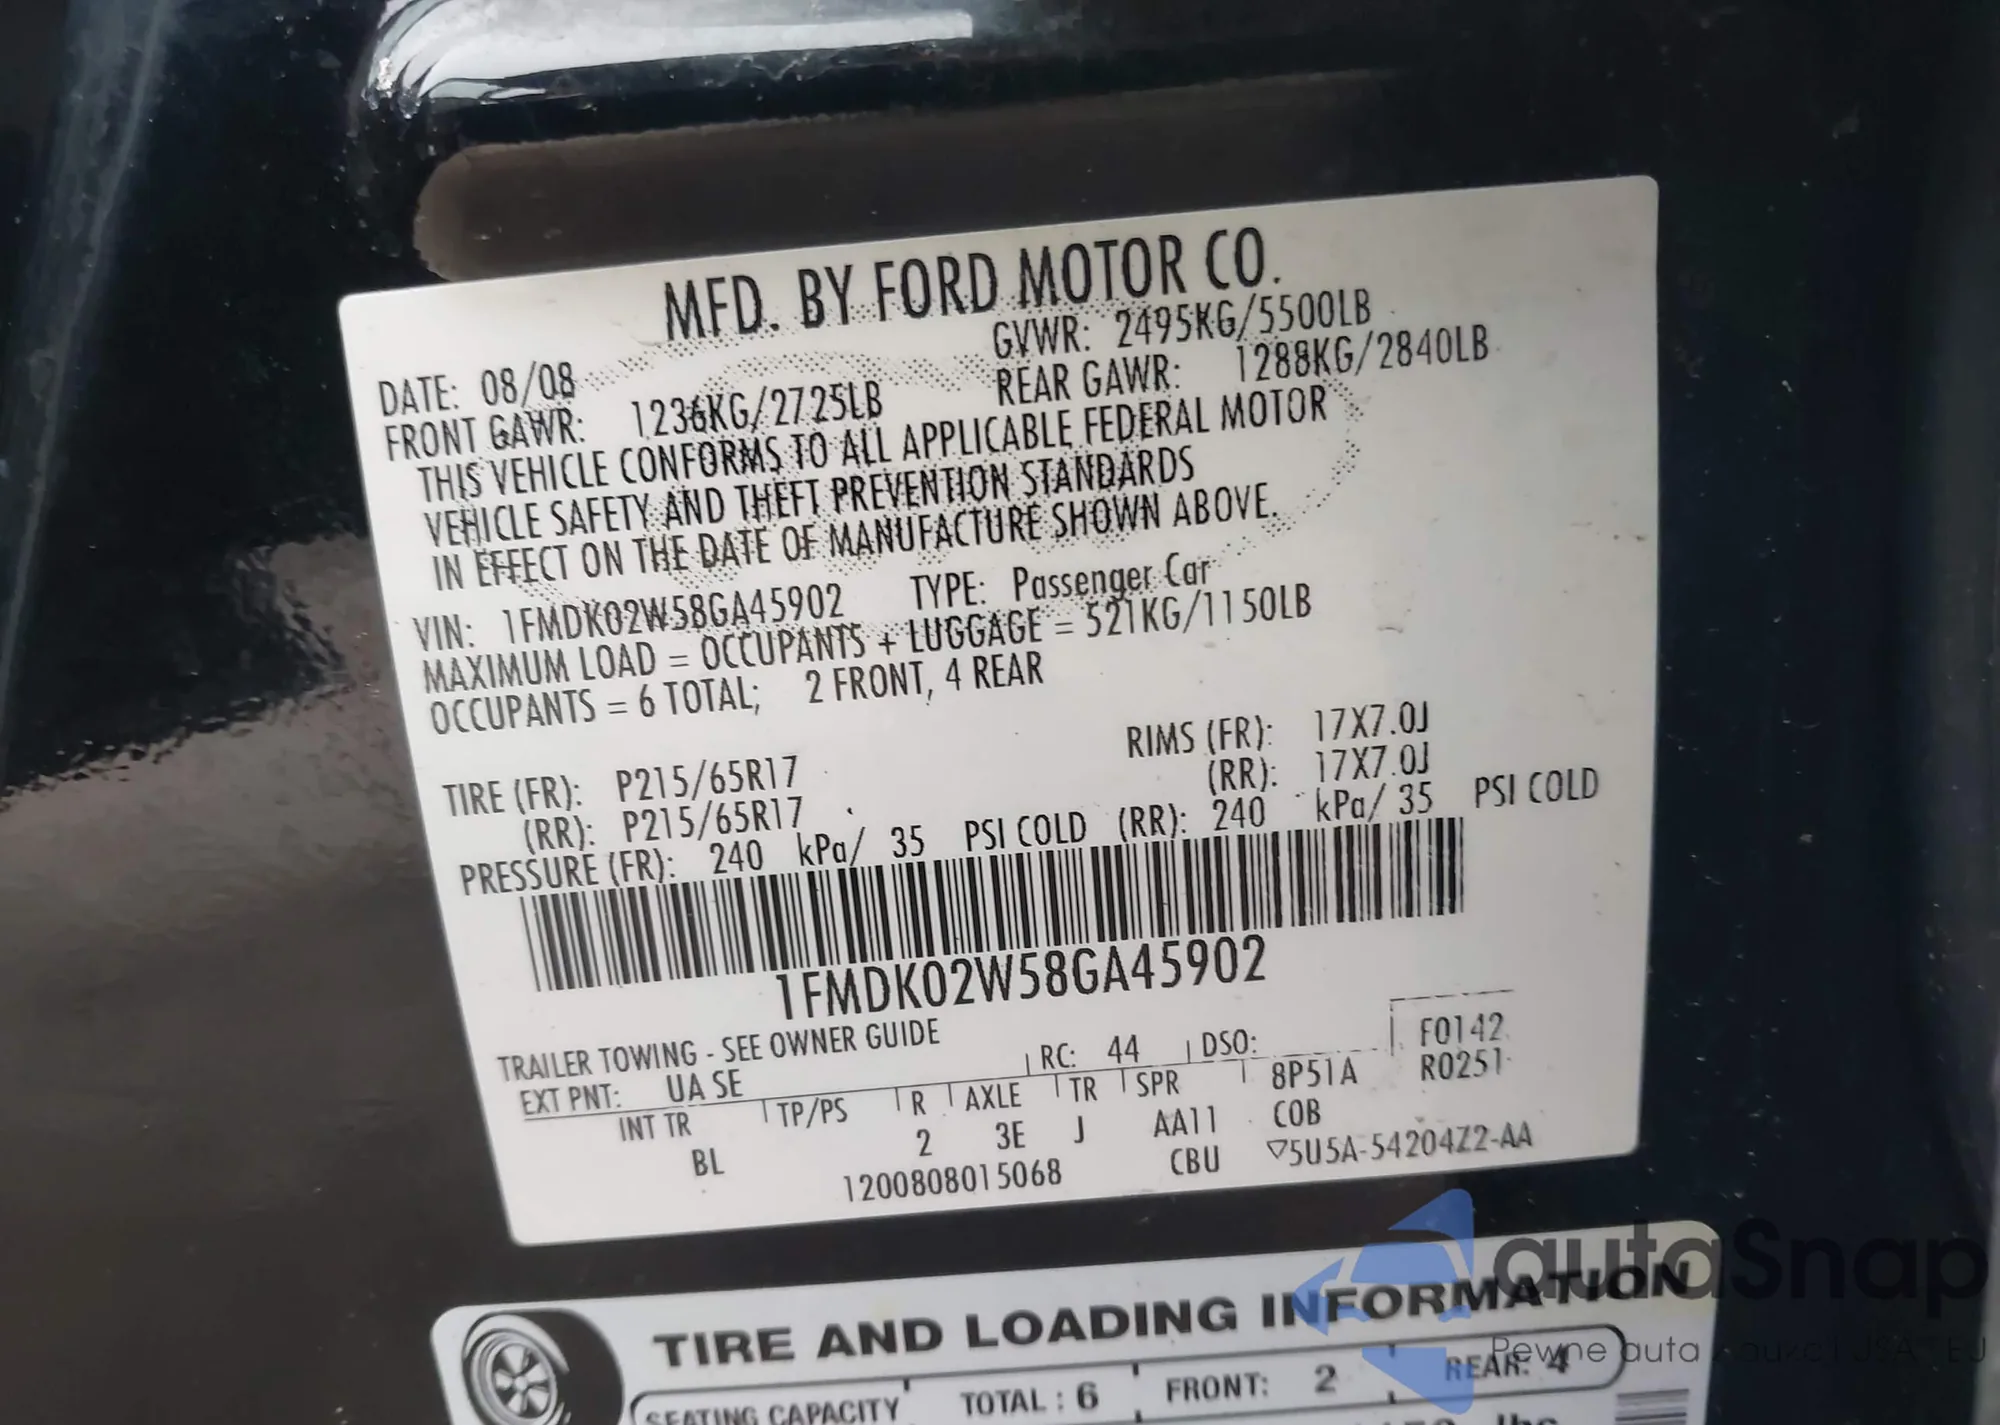 MFD. BY FORD MOTOR CO.
DATE: 08/08 GVWR: 2495KG/5500LB
FRONT GAWR: 1236KG/2725LB REAR GAWR: 1288KG/2840LB
THIS VEHICLE CONFORMS TO ALL APPLICABLE FEDERAL MOTOR
VEHICLE SAFETY AND THEFT PREVENTION STANDARDS
IN EFFECT ON THE DATE OF MANUFACTURE SHOWN ABOVE.
VIN: 1FMDK02W58GA45902 TYPE: Passenger Car
MAXIMUM LOAD = OCCUPANTS + LUGGAGE = 521KG/1150LB
OCCUPANTS = 6 TOTAL; 2 FRONT, 4 REAR
TIRE (FR): P215/65R17 RIMS (FR): 17X7.0J
(RR): P215/65R17 (RR): 17X7.0J
PRESSURE (FR): 240 kPa/ 35 PSI COLD (RR): 240 kPa/ 35 PSI COLD
1FMDK02W58GA45902
TRAILER TOWING - SEE OWNER GUIDE
EXT PNT: UA SE RC: 44 DSO: F0142
INT TR TP/PS R AXLE TR SPR 8P51A R0251
BL 2 3E J AA11 COB
1200808015068 CBU ▽5U5A-54204Z2-AA
autaSnap
TIRE AND LOADING INFORMATION
Pewne auta
SEATING CAPACITY TOTAL : 6 FRONT: 2 REAR: 4